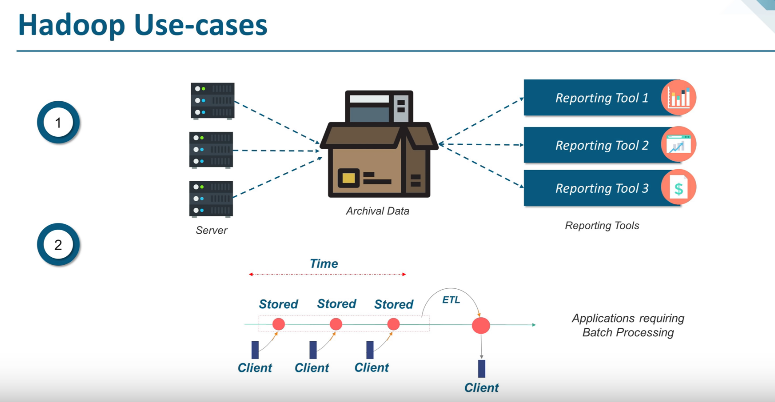 Hadoop Use-cases
1
Server
Archival Data
Reporting Tool 1
Reporting Tool 2
Reporting Tool 3
$
Reporting Tools
2
Time
Stored
Stored
Stored
ETL
Client
Client
Client
Client
Applications requiring
Batch Processing